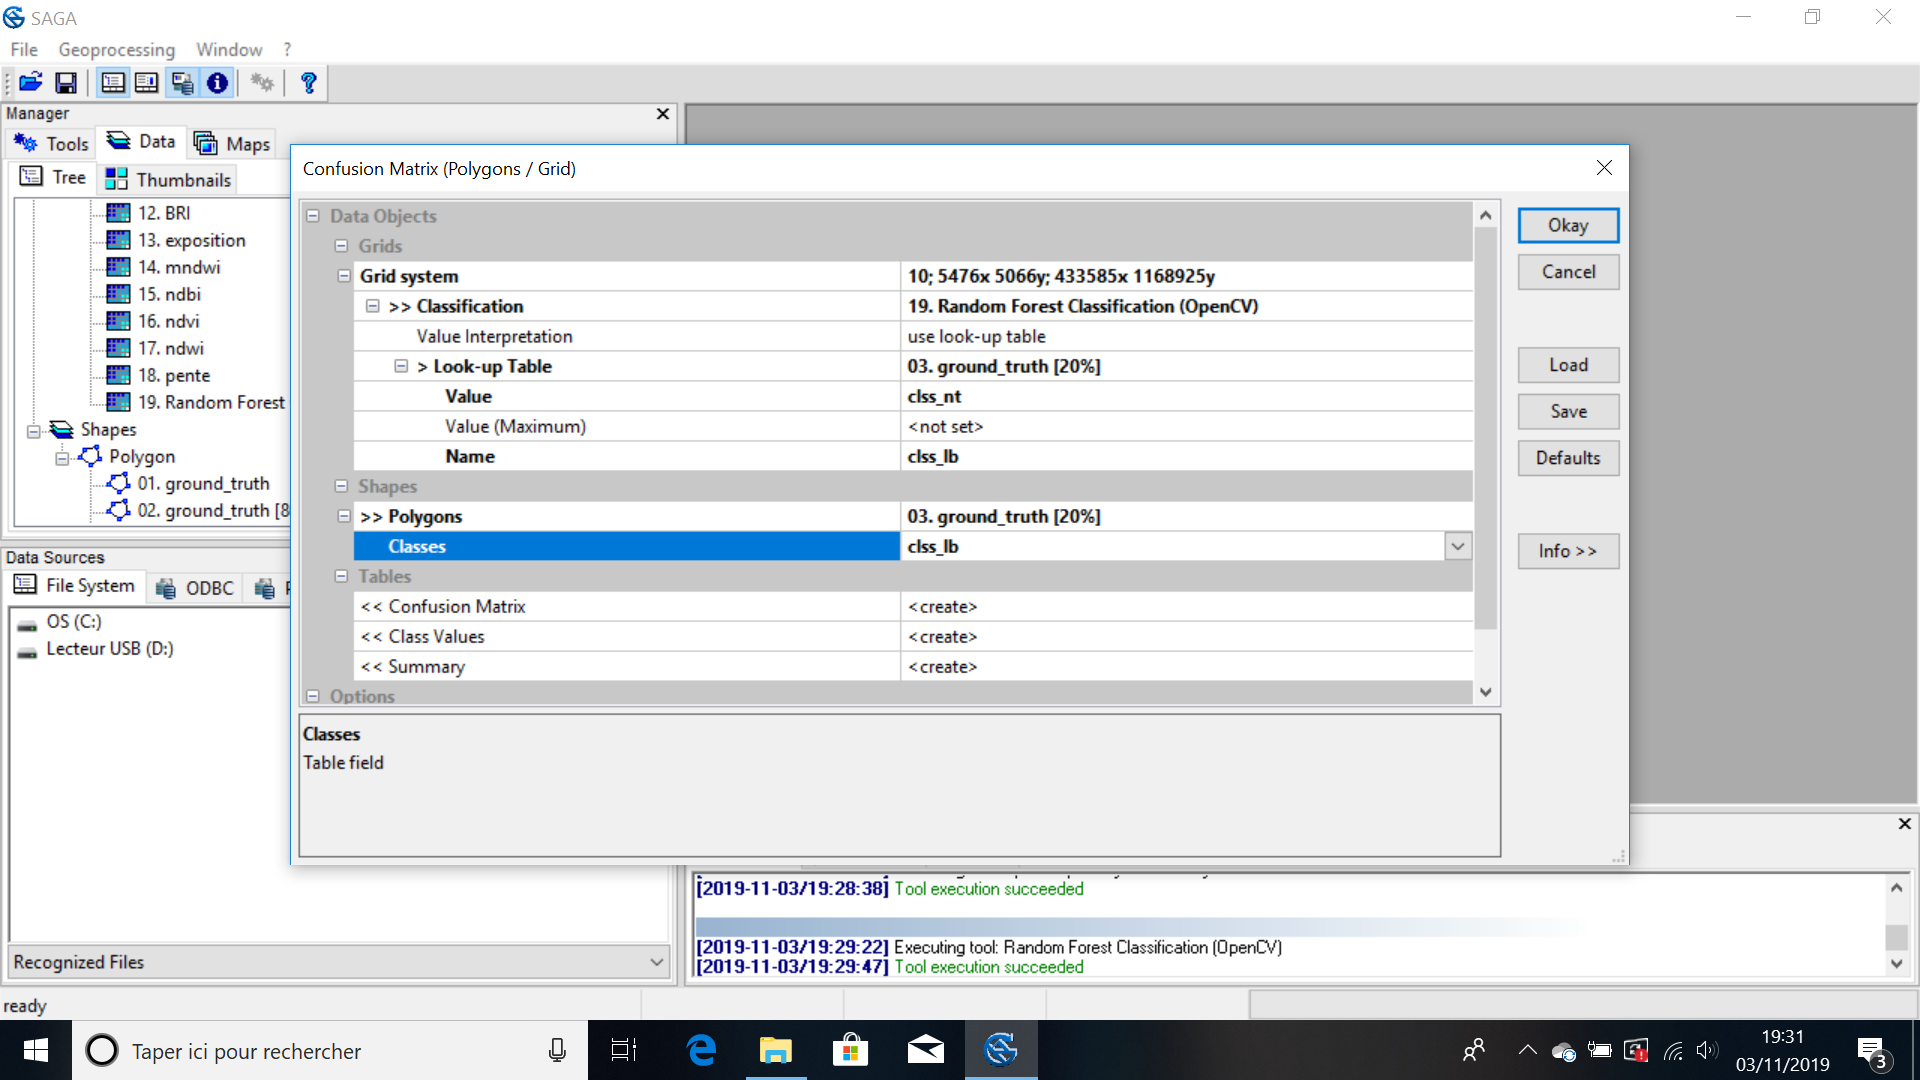 SAGA
File Geoprocessing Window ?
Manager
Tools Data Maps
Tree Thumbnails
12. BRI
13. exposition
14. mndwi
15. ndbi
16. ndvi
17. ndwi
18. pente
19. Random Forest
Shapes
Polygon
01. ground_truth
02. ground_truth [8
Data Sources
File System ODBC
OS (C:)
Lecteur USB (D:)
Recognized Files
ready
Confusion Matrix (Polygons / Grid)
Data Objects
Grids
Grid system 10; 5476x 5066y; 433585x 1168925y
>> Classification 19. Random Forest Classification (OpenCV)
Value Interpretation use look-up table
> Look-up Table 03. ground_truth [20%]
Value clss_nt
Value (Maximum) <not set>
Name clss_lb
Shapes
>> Polygons 03. ground_truth [20%]
Classes clss_lb
Tables
<< Confusion Matrix <create>
<< Class Values <create>
<< Summary <create>
Options
Classes
Table field
Okay
Cancel
Load
Save
Defaults
Info >>
[2019-11-03/19:28:38] Tool execution succeeded
[2019-11-03/19:29:22] Executing tool: Random Forest Classification (OpenCV)
[2019-11-03/19:29:47] Tool execution succeeded
Taper ici pour rechercher
19:31
03/11/2019
3